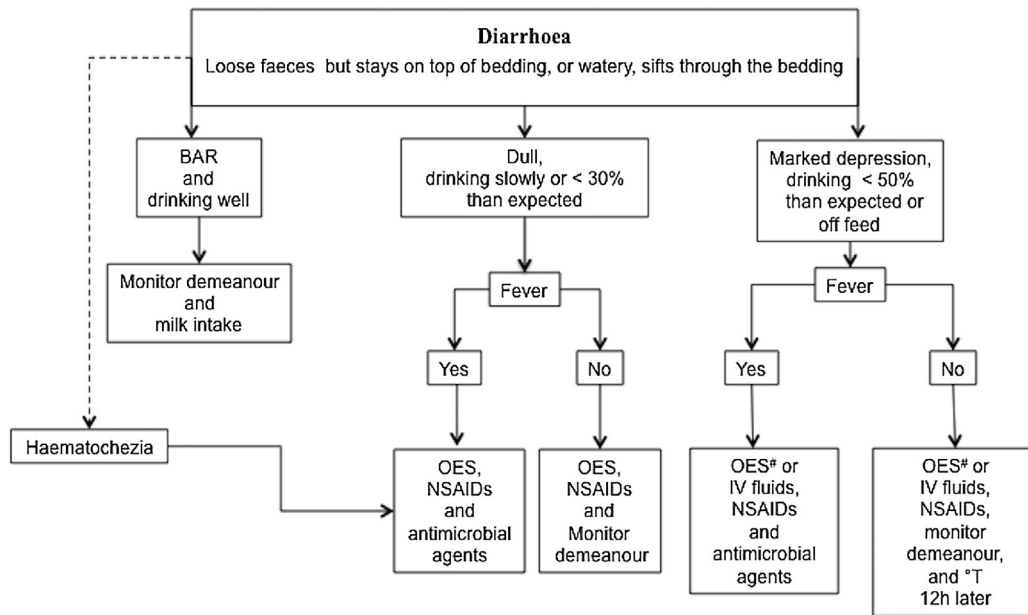 Diarrhoea
Loose faeces but stays on top of bedding, or watery, sifts through the bedding
BAR
and
drinking well
Monitor demeanour
and
milk intake
Haematochezia
Dull,
drinking slowly or < 30%
than expected
Fever
Yes
No
OES,
NSAIDs
and
antimicrobial
agents
OES,
NSAIDs
and
Monitor
demeanour
Marked depression,
drinking < 50%
than expected or
off feed
Fever
Yes
No
OES# or
IV fluids,
NSAIDs
and
antimicrobial
agents
OES# or
IV fluids,
NSAIDs,
monitor
demeanour,
and °T
12h later